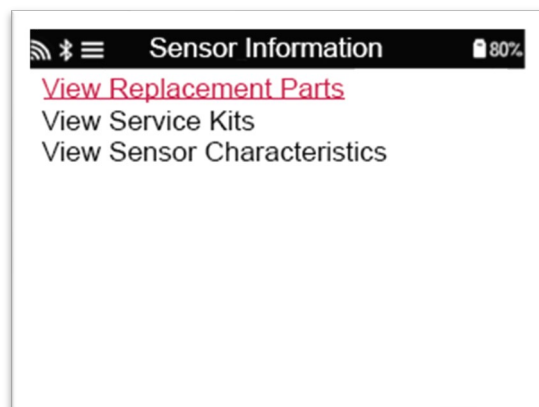 Sensor Information 80%
View Replacement Parts
View Service Kits
View Sensor Characteristics